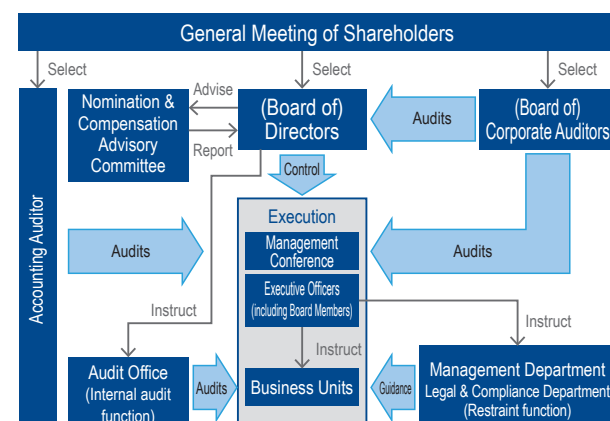 General Meeting of Shareholders
Select
Select
Select
Accounting Auditor
Nomination &
Compensation
Advisory
Committee
Advise
Report
(Board of)
Directors
Audits
(Board of)
Corporate Auditors
Control
Audits
Execution
Management
Conference
Executive Officers
(including Board Members)
Audits
Instruct
Instruct
Instruct
Audit Office
(Internal audit
function)
Audits
Business Units
Guidance
Management Department
Legal & Compliance Department
(Restraint function)